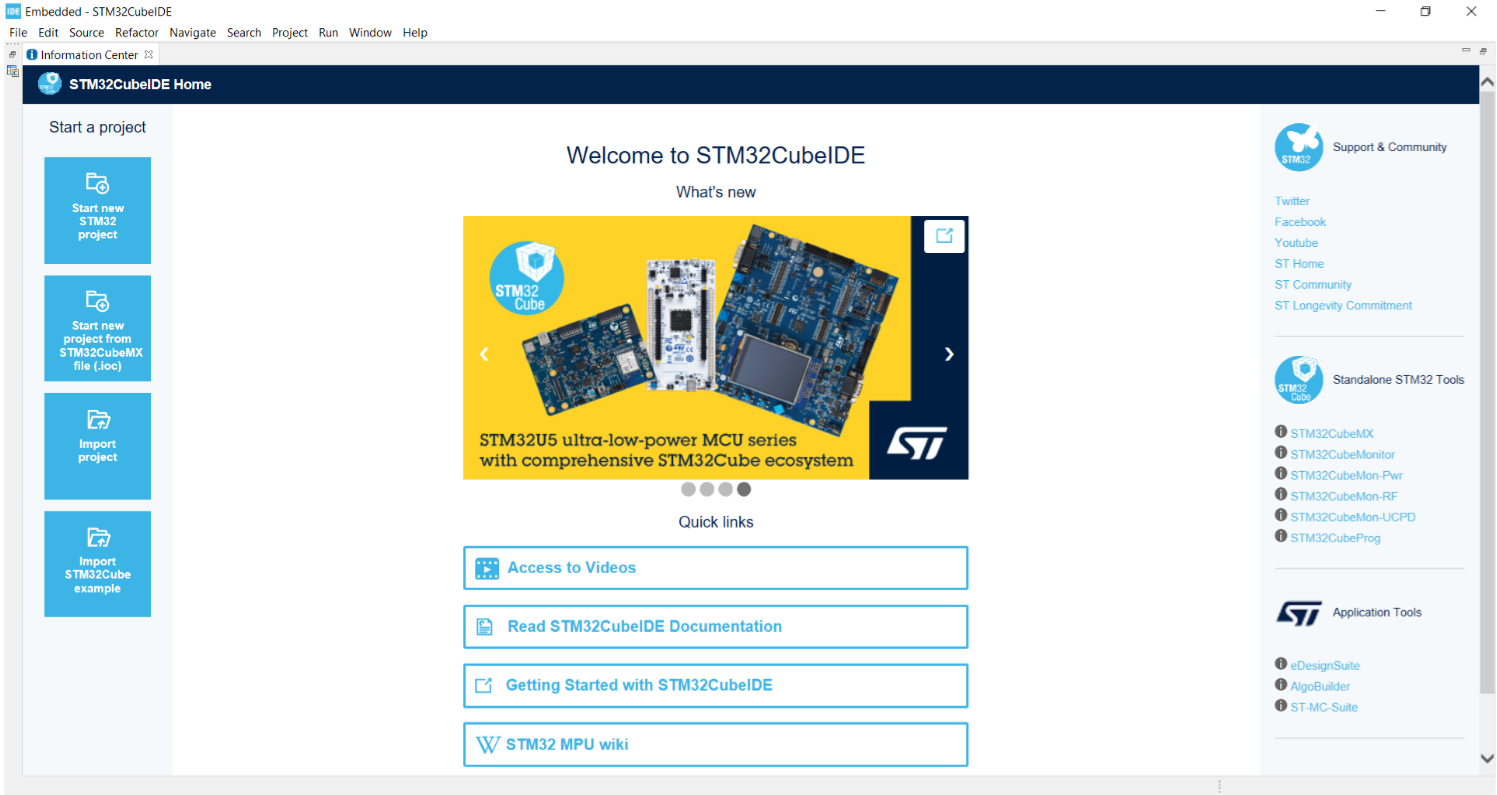 IDE Embedded - STM32CubeIDE
File Edit Source Refactor Navigate Search Project Run Window Help
Information Center
STM32CubeIDE Home
Start a project
Start new
STM32
project
Start new
project from
STM32CubeMX
file (.ioc)
Import
project
Import
STM32Cube
example
Welcome to STM32CubeIDE
What's new
STM32
Cube
STM32U5 ultra-low-power MCU series
with comprehensive STM32Cube ecosystem
ST
Quick links
Access to Videos
Read STM32CubeIDE Documentation
Getting Started with STM32CubeIDE
W STM32 MPU wiki
STM32
Support & Community
Twitter
Facebook
Youtube
ST Home
ST Community
ST Longevity Commitment
STM32
Cube
Standalone STM32 Tools
STM32CubeMX
STM32CubeMonitor
STM32CubeMon-Pwr
STM32CubeMon-RF
STM32CubeMon-UCPD
STM32CubeProg
ST
Application Tools
eDesignSuite
AlgoBuilder
ST-MC-Suite